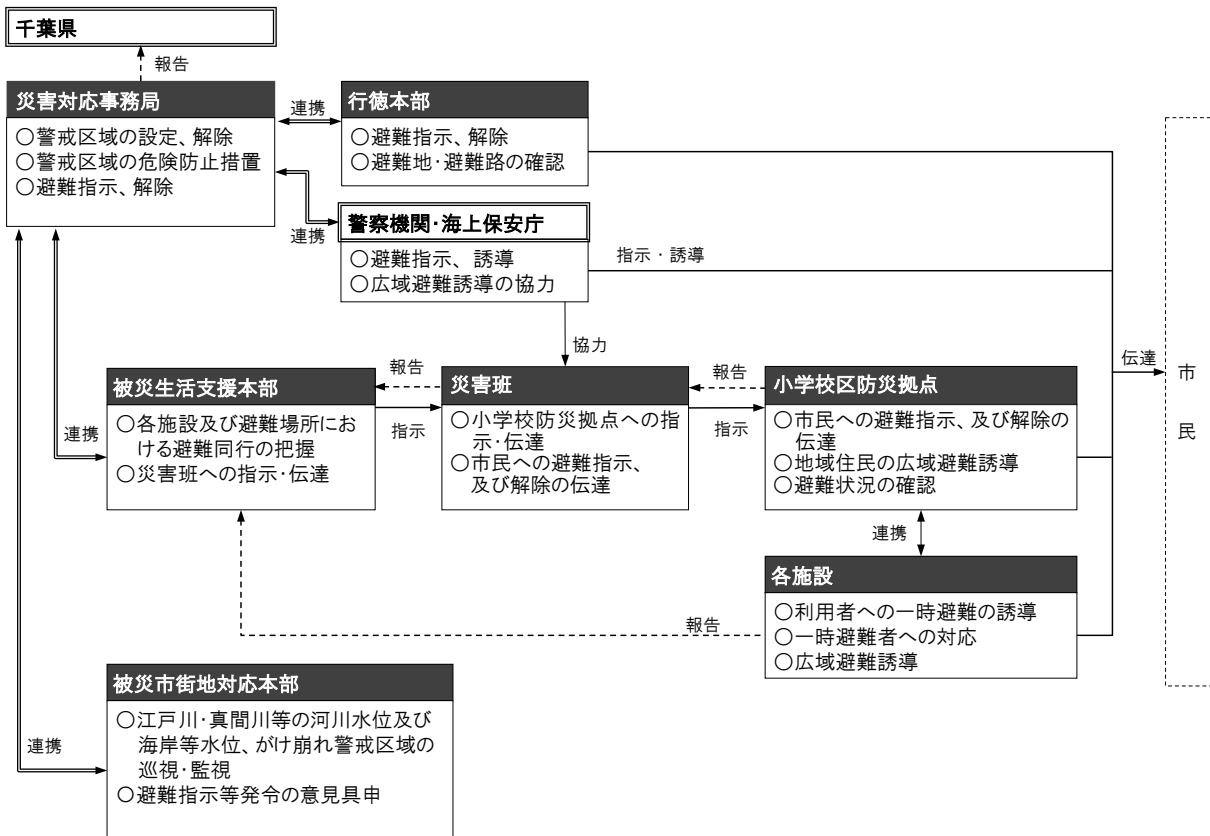 千葉県
報告
災害対応事務局
○警戒区域の設定、解除
○警戒区域の危険防止措置
○避難指示、解除
連携
行徳本部
○避難指示、解除
○避難地・避難路の確認
連携
警察機関・海上保安庁
○避難指示、誘導
○広域避難誘導の協力
指示・誘導
協力
伝達
市
民
連携
被災生活支援本部
○各施設及び避難場所にお
ける避難同行の把握
○災害班への指示・伝達
報告
指示
災害班
○小学校防災拠点への指
示・伝達
○市民への避難指示、
及び解除の伝達
報告
指示
小学校区防災拠点
○市民への避難指示、及び解除の
伝達
○地域住民の広域避難誘導
○避難状況の確認
連携
各施設
○利用者への一時避難の誘導
○一時避難者への対応
○広域避難誘導
報告
連携
被災市街地対応本部
○江戸川・真間川等の河川水位及び
海岸等水位、がけ崩れ警戒区域の
巡視・監視
○避難指示等発令の意見具申